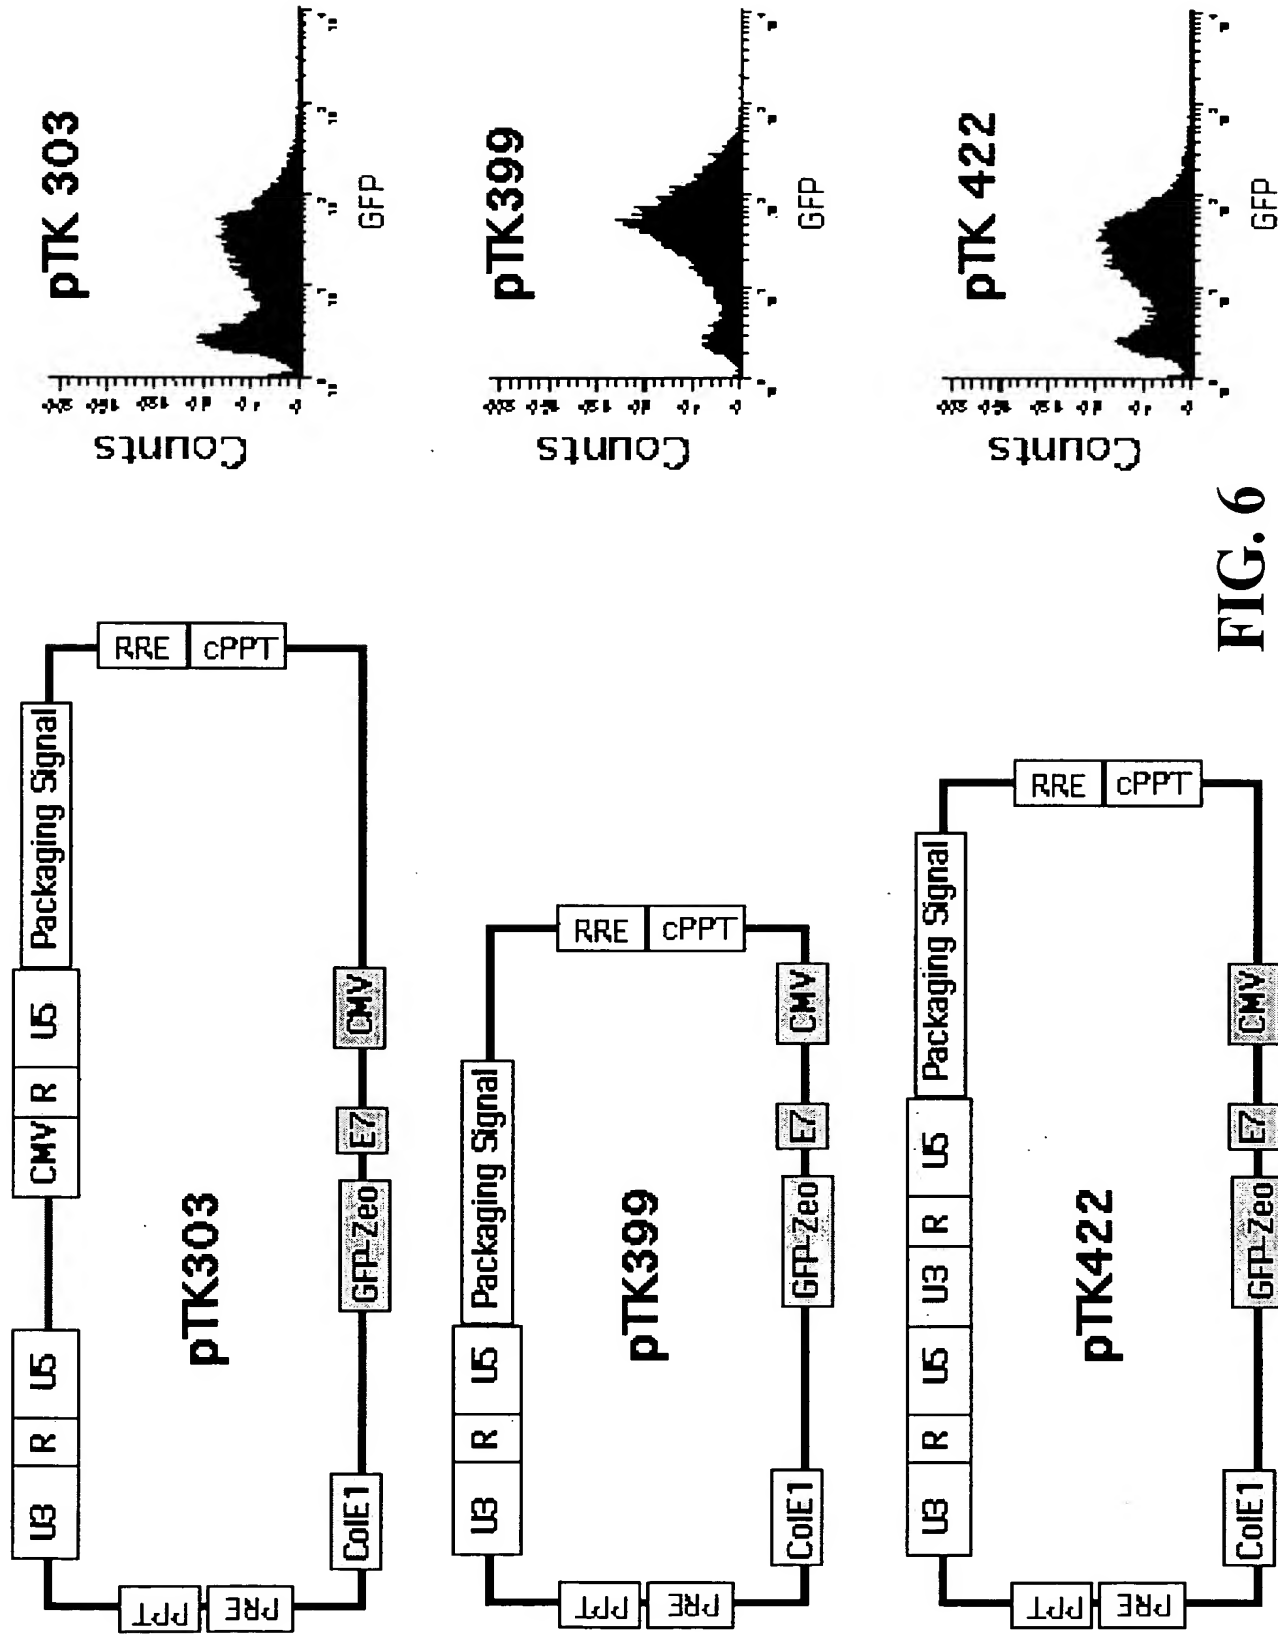 U3 R U5
CMV R U5
Packaging Signal
RRE cPPT
CMV
E7
GFP-Zeo
ColE1
PRE
PPT
pTK303
pTK 303
Counts
GFP
U3 R U5
Packaging Signal
RRE cPPT
CMV
E7
GFP-Zeo
ColE1
PRE
PPT
pTK399
pTK399
Counts
GFP
U3 R U5 U3 R U5
Packaging Signal
RRE cPPT
CMV
E7
GFP-Zeo
ColE1
PRE
PPT
pTK422
pTK 422
Counts
GFP
FIG. 6